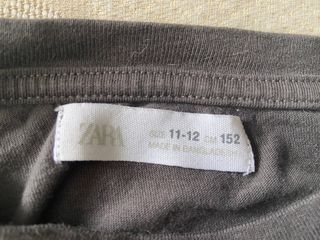 ZARA
SIZE 11-12 CM 152
MADE IN BANGLADESH